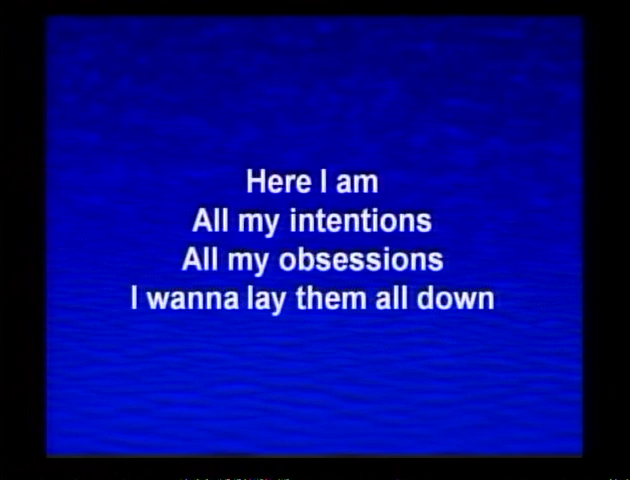 Here I am
All my intentions
All my obsessions
I wanna lay them all down